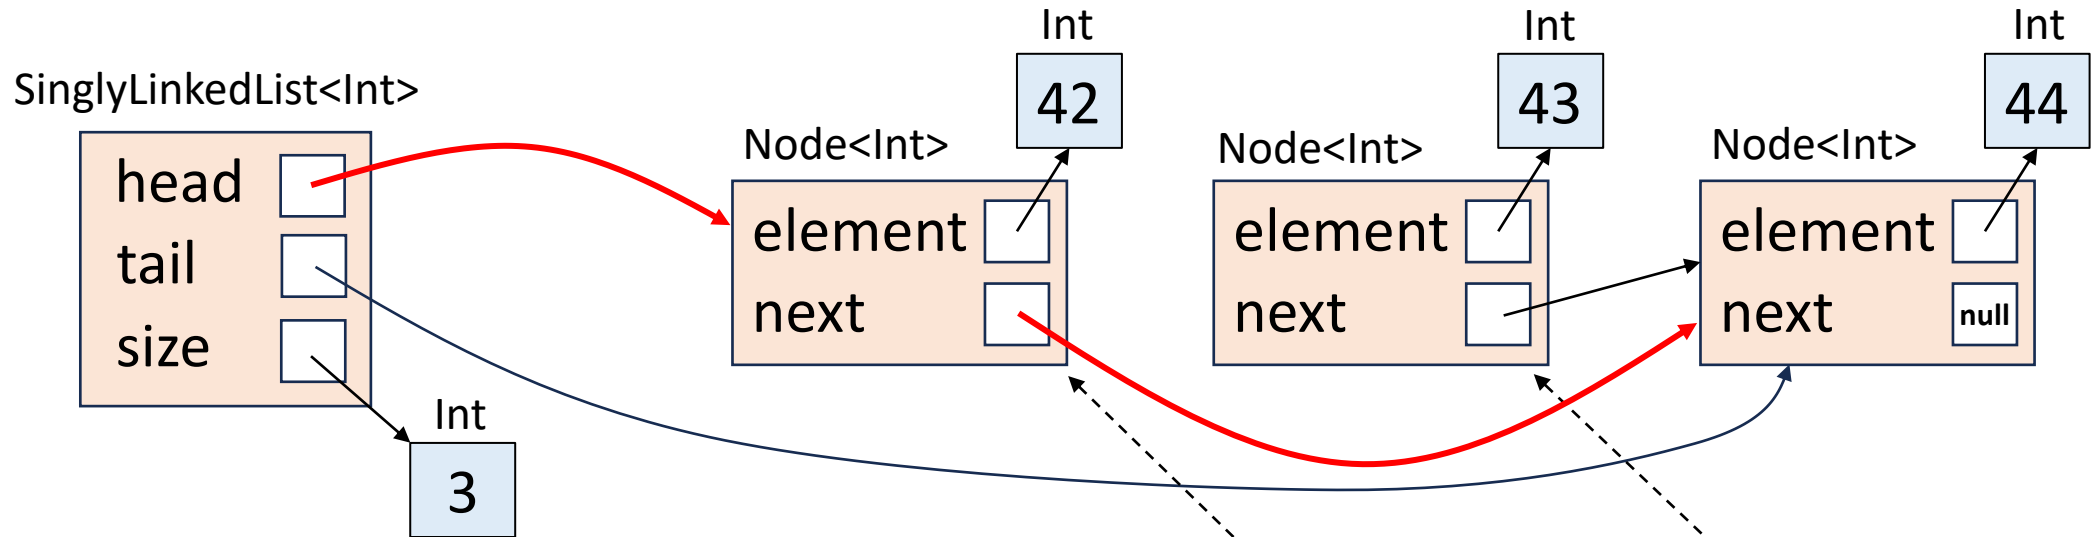 SinglyLinkedList<Int>
head
tail
size
Int
3
Node<Int>
element
next
Int
42
Node<Int>
element
next
Int
43
Node<Int>
element
next
null
Int
44